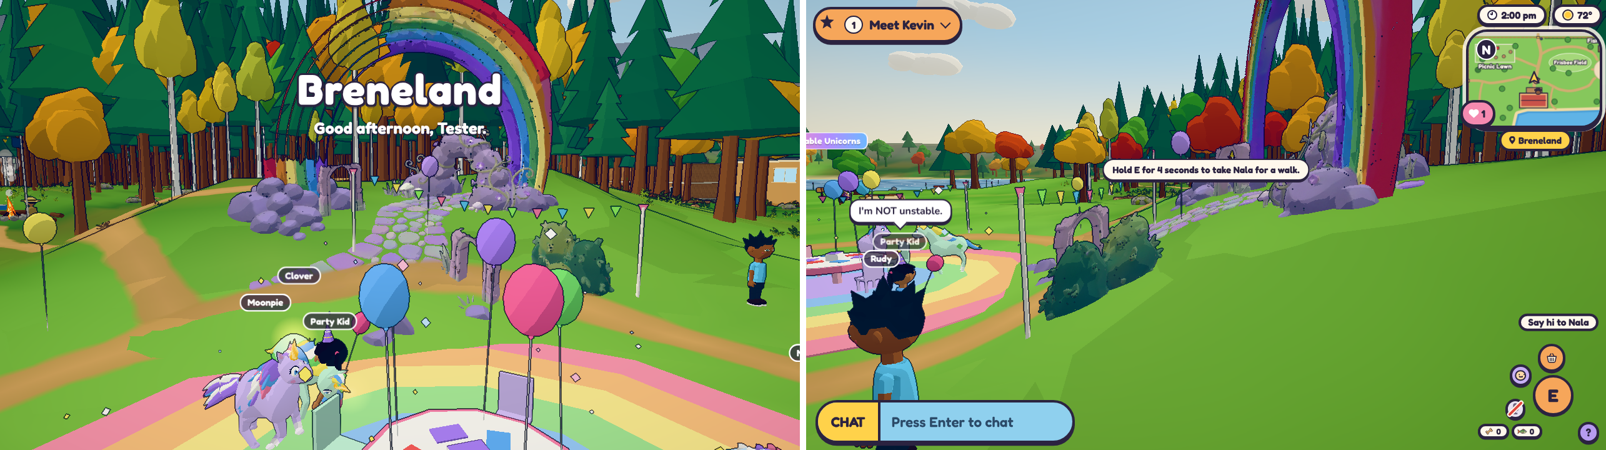 Breneland
Good afternoon, Tester.
Clover
Moonpie
Party Kid
1 Meet Kevin
2:00 pm
72°
N
Picnic Lawn
Frisbee Field
1
Breneland
ble Unicorns
Hold E for 4 seconds to take Nala for a walk.
I'm NOT unstable.
Party Kid
Rudy
Say hi to Nala
E
CHAT
Press Enter to chat
0
0
?